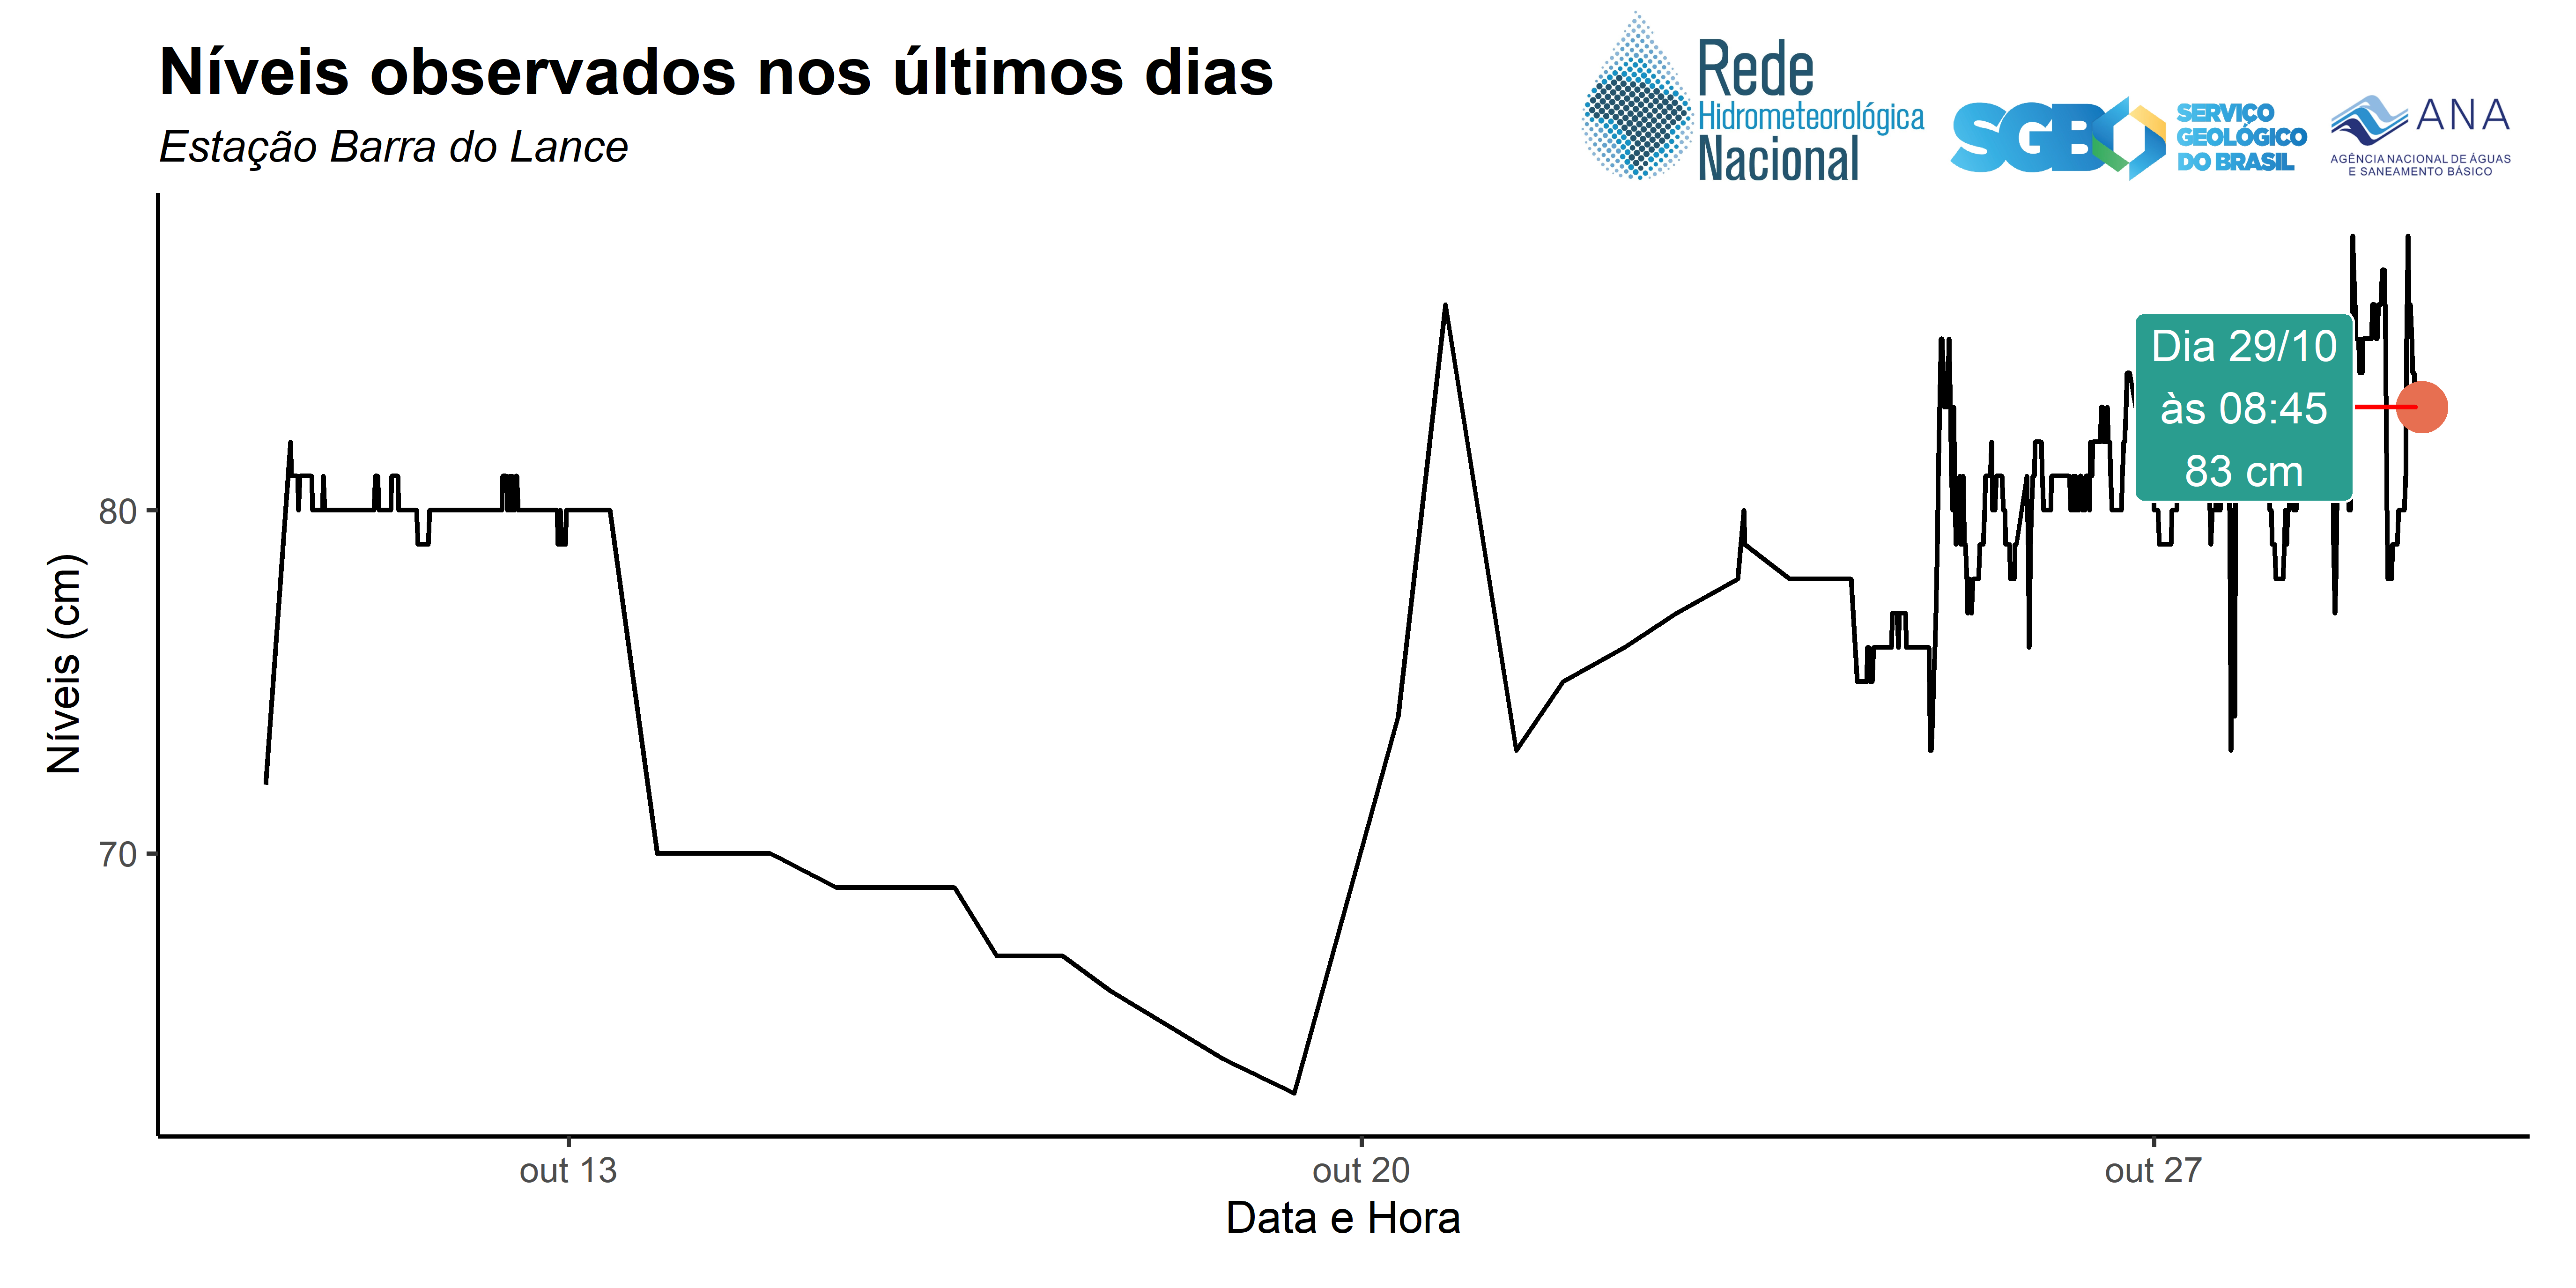 Níveis observados nos últimos dias
Estação Barra do Lance
Rede
Hidrometeorológica
Nacional
SGB
SERVIÇO
GEOLÓGICO
DO BRASIL
ANA
AGÊNCIA NACIONAL DE ÁGUAS
E SANEAMENTO BÁSICO
Dia 29/10
às 08:45
83 cm
80
70
Níveis (cm)
out 13
out 20
out 27
Data e Hora